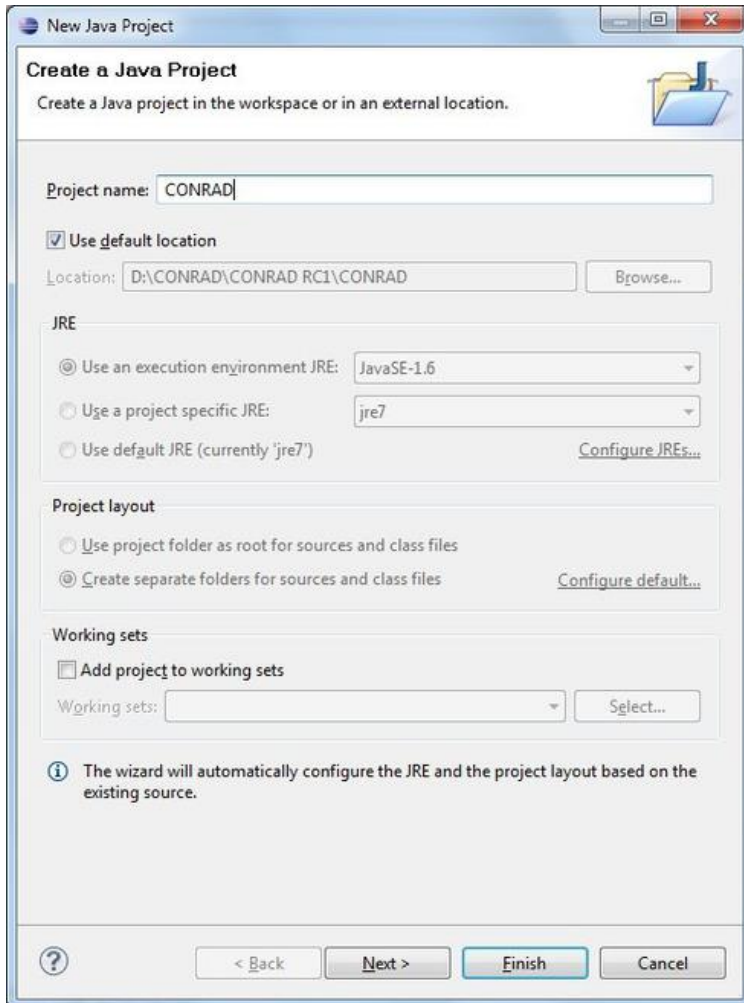 New Java Project
Create a Java Project
Create a Java project in the workspace or in an external location.
Project name: CONRAD
Use default location
Location: D:\CONRAD\CONRAD RC1\CONRAD Browse...
JRE
Use an execution environment JRE: JavaSE-1.6
Use a project specific JRE: jre7
Use default JRE (currently 'jre7') Configure JREs...
Project layout
Use project folder as root for sources and class files
Create separate folders for sources and class files Configure default...
Working sets
Add project to working sets
Working sets: Select...
The wizard will automatically configure the JRE and the project layout based on the
existing source.
? < Back Next > Finish Cancel